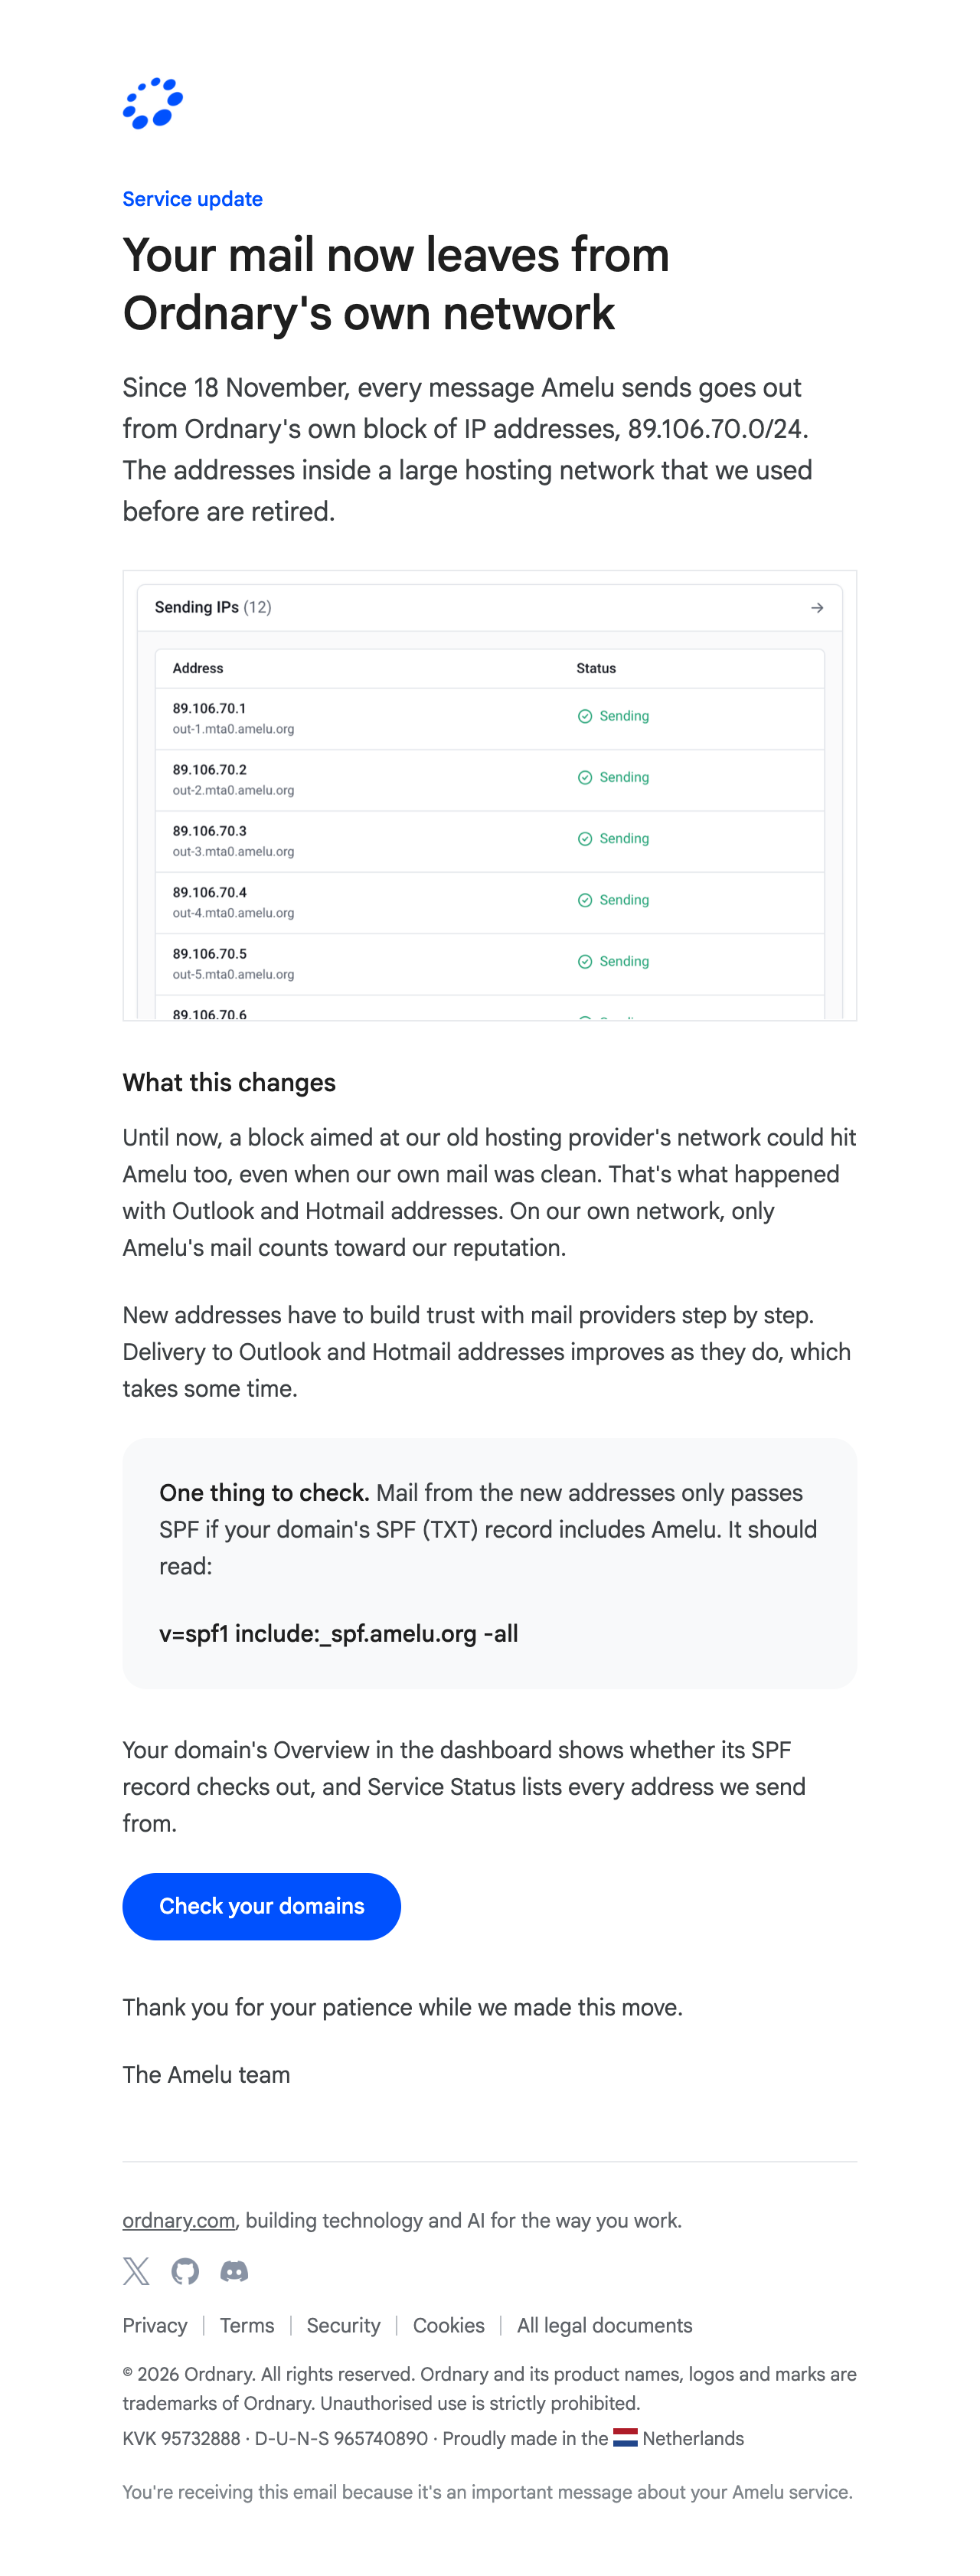 Service update
Your mail now leaves from
Ordnary's own network
Since 18 November, every message Amelu sends goes out
from Ordnary's own block of IP addresses, 89.106.70.0/24.
The addresses inside a large hosting network that we used
before are retired.
Sending IPs (12)
Address Status
89.106.70.1
out-1.mta0.amelu.org
Sending
89.106.70.2
out-2.mta0.amelu.org
Sending
89.106.70.3
out-3.mta0.amelu.org
Sending
89.106.70.4
out-4.mta0.amelu.org
Sending
89.106.70.5
out-5.mta0.amelu.org
Sending
89.106.70.6
What this changes
Until now, a block aimed at our old hosting provider's network could hit
Amelu too, even when our own mail was clean. That's what happened
with Outlook and Hotmail addresses. On our own network, only
Amelu's mail counts toward our reputation.
New addresses have to build trust with mail providers step by step.
Delivery to Outlook and Hotmail addresses improves as they do, which
takes some time.
One thing to check. Mail from the new addresses only passes
SPF if your domain's SPF (TXT) record includes Amelu. It should
read:
v=spf1 include:_spf.amelu.org -all
Your domain's Overview in the dashboard shows whether its SPF
record checks out, and Service Status lists every address we send
from.
Check your domains
Thank you for your patience while we made this move.
The Amelu team
ordnary.com, building technology and AI for the way you work.
Privacy | Terms | Security | Cookies | All legal documents
© 2026 Ordnary. All rights reserved. Ordnary and its product names, logos and marks are
trademarks of Ordnary. Unauthorised use is strictly prohibited.
KVK 95732888 · D-U-N-S 965740890 · Proudly made in the Netherlands
You're receiving this email because it's an important message about your Amelu service.